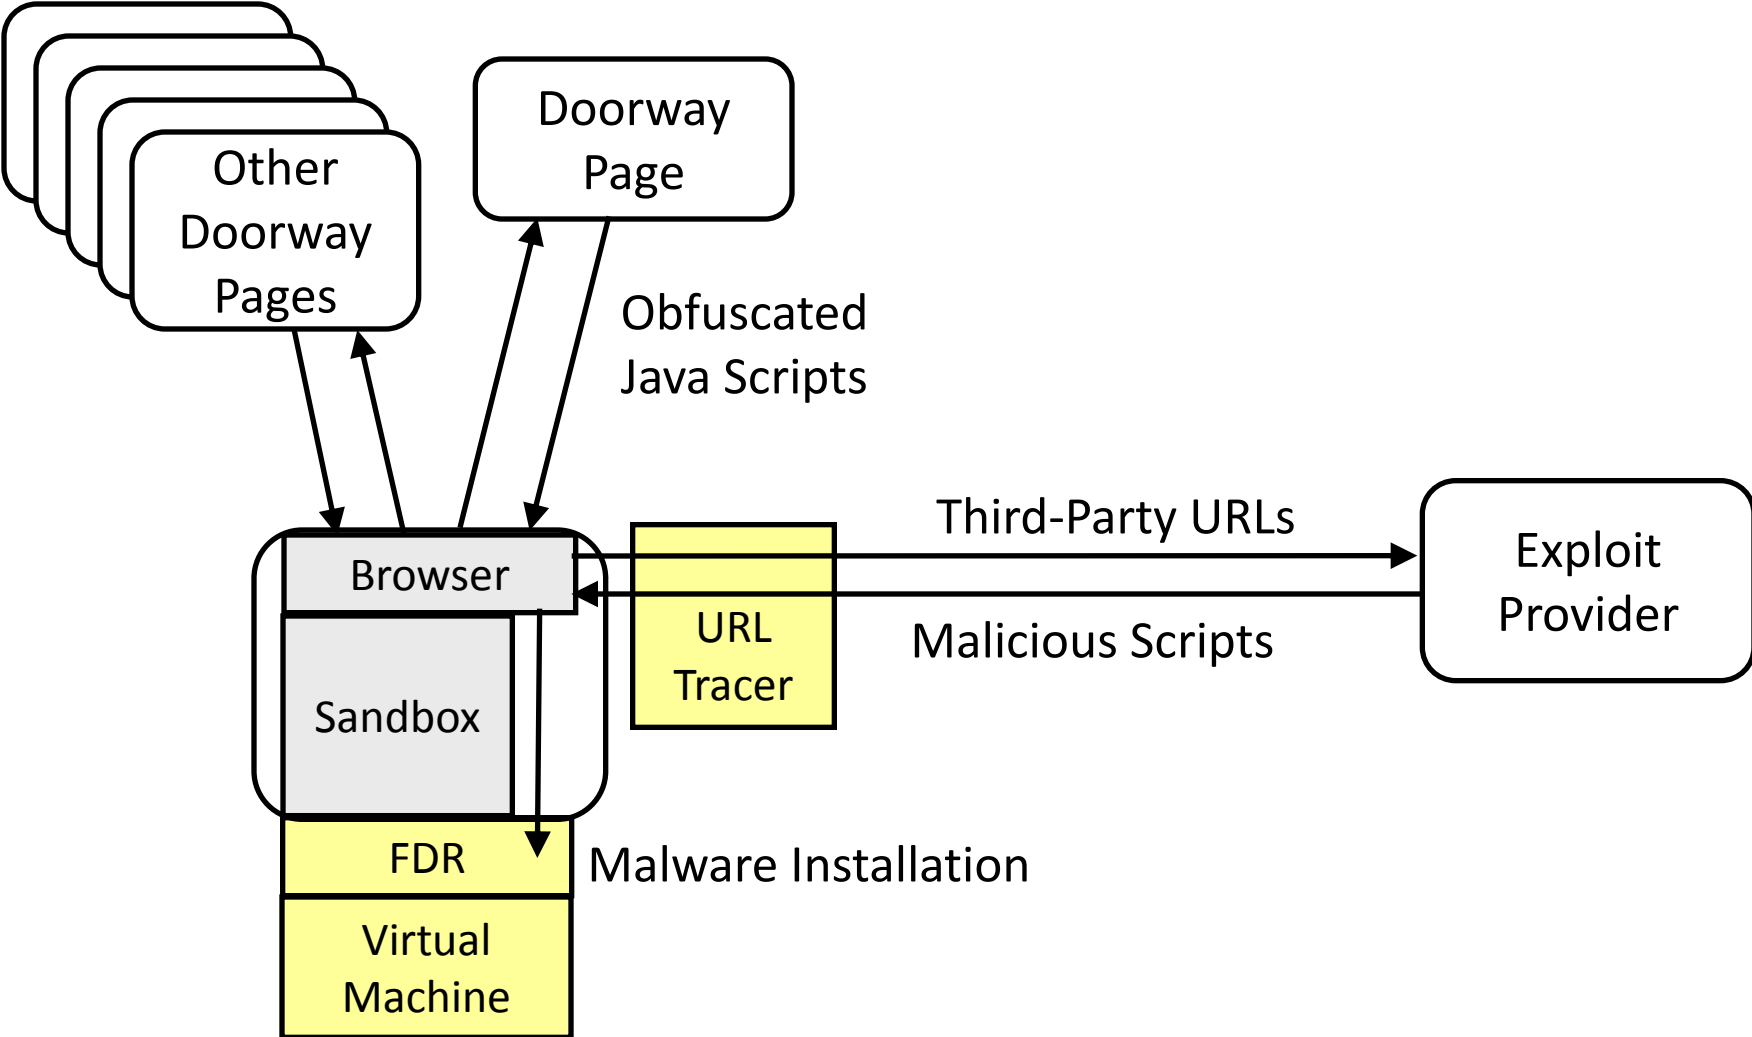 Other
Doorway
Pages
Doorway
Page
Obfuscated
Java Scripts
Third-Party URLs
Exploit
Provider
Browser
URL
Tracer
Malicious Scripts
Sandbox
FDR
Malware Installation
Virtual
Machine